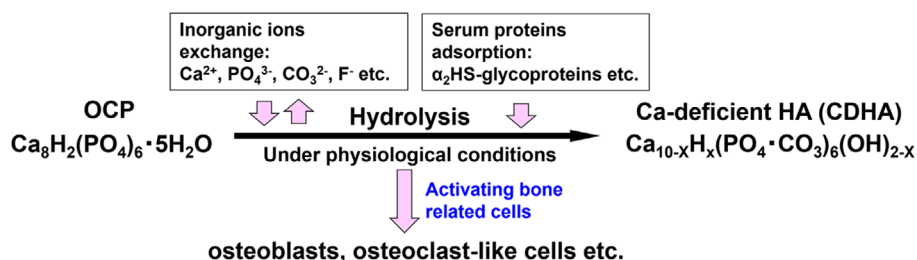 Inorganic ions
exchange:
Ca²⁺, PO₄³⁻, CO₃²⁻, F⁻ etc.
Serum proteins
adsorption:
α₂HS-glycoproteins etc.
OCP
Ca₈H₂(PO₄)₆·5H₂O
Hydrolysis
Under physiological conditions
Ca-deficient HA (CDHA)
Ca₁₀₋ₓHₓ(PO₄·CO₃)₆(OH)₂₋ₓ
Activating bone
related cells
osteoblasts, osteoclast-like cells etc.